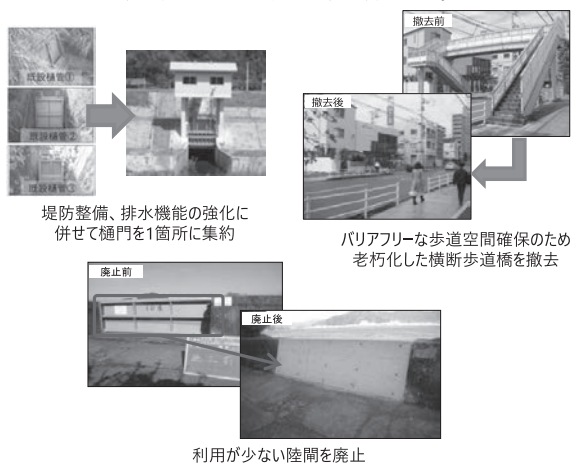 既設樋管①
既設樋管②
既設樋管③
堤防整備、排水機能の強化に
併せて樋門を1箇所に集約
撤去前
撤去後
バリアフリーな歩道空間確保のため
老朽化した横断歩道橋を撤去
廃止前
廃止後
利用が少ない陸閘を廃止